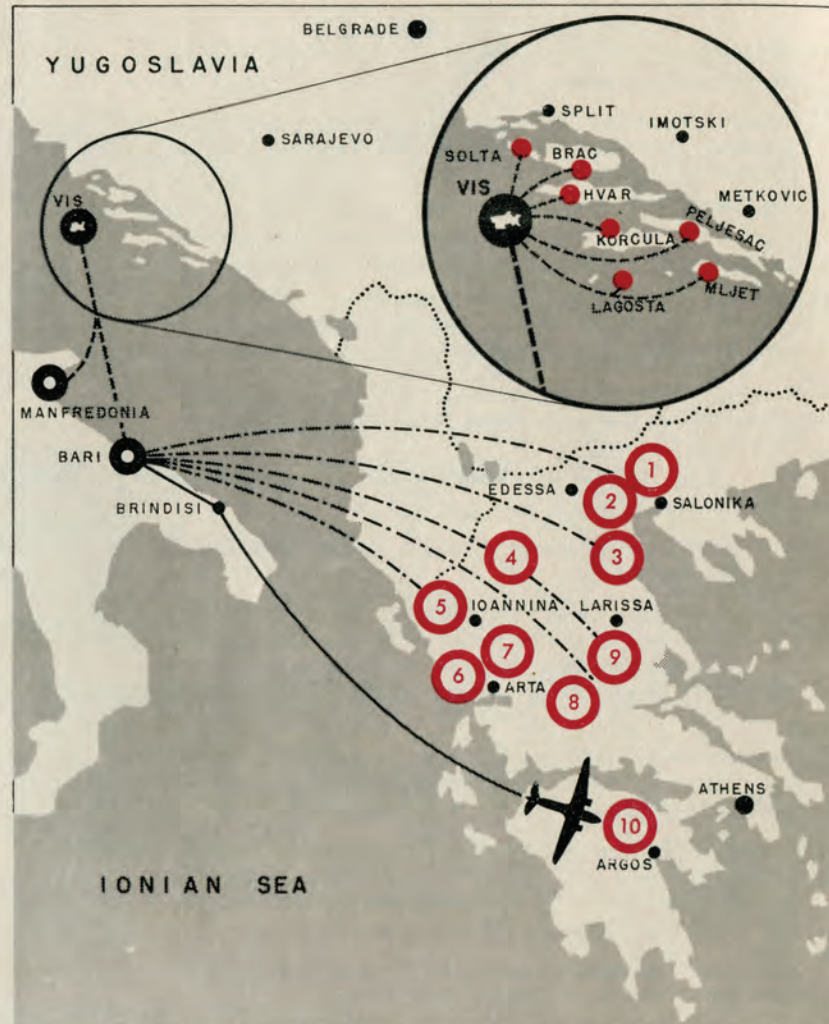 BELGRADE
YUGOSLAVIA
SARAJEVO
SPLIT
IMOTSKI
SOLTA
BRAC
VIS
HVAR
METKOVIC
KORCULA
PELJESAC
MLJET
LAGOSTA
VIS
MANFREDONIA
BARI
BRINDISI
EDESSA
1
2
SALONIKA
3
4
5
IOANNINA
LARISSA
6
7
9
ARTA
8
ATHENS
10
ARGOS
IONIAN SEA